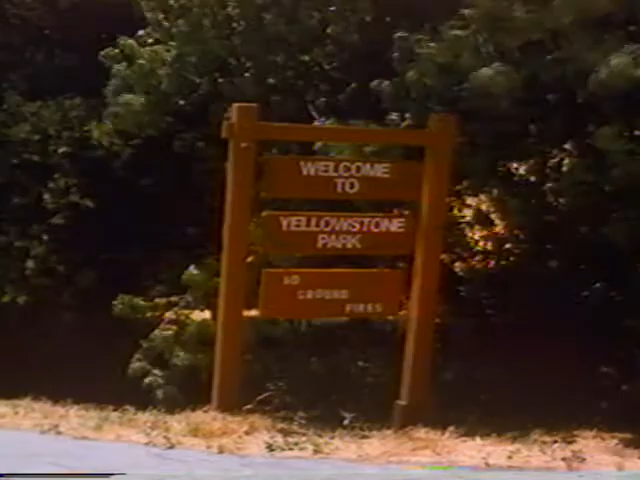 WELCOME
TO
YELLOWSTONE
PARK
NO
GROUND
FIRES